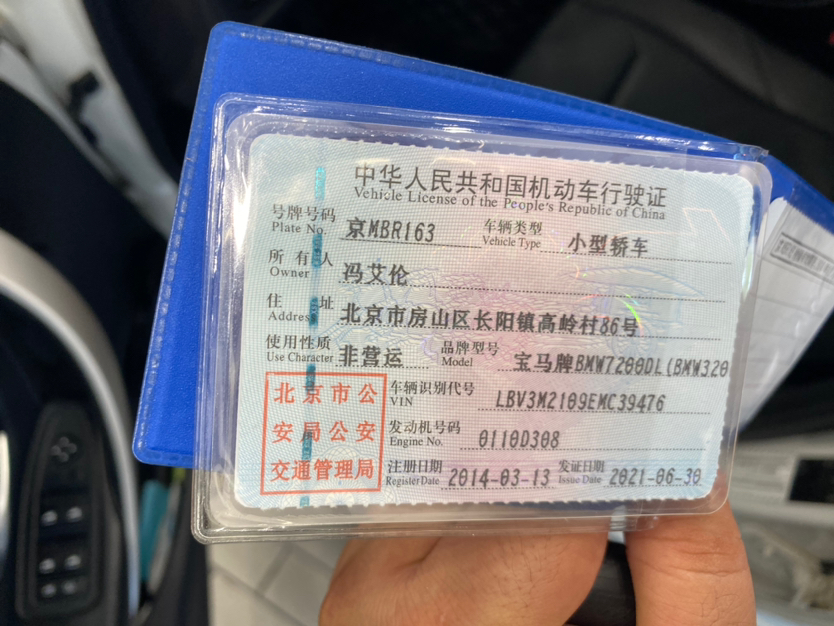 中华人民共和国机动车行驶证
Vehicle License of the People's Republic of China
号牌号码 京MBR163 车辆类型 小型轿车
Plate No. Vehicle Type
所有人 冯艾伦
Owner
住址 北京市房山区长阳镇高岭村86号
Address
使用性质 非营运 品牌型号 宝马牌BMW7200DL(BMW320
Use Character Model
北京市公
安局公安
交通管理局
车辆识别代号 LBV3M2109EMC39476
VIN
发动机号码 0110D308
Engine No.
注册日期 2014-03-13 发证日期 2021-06-30
Register Date Issue Date